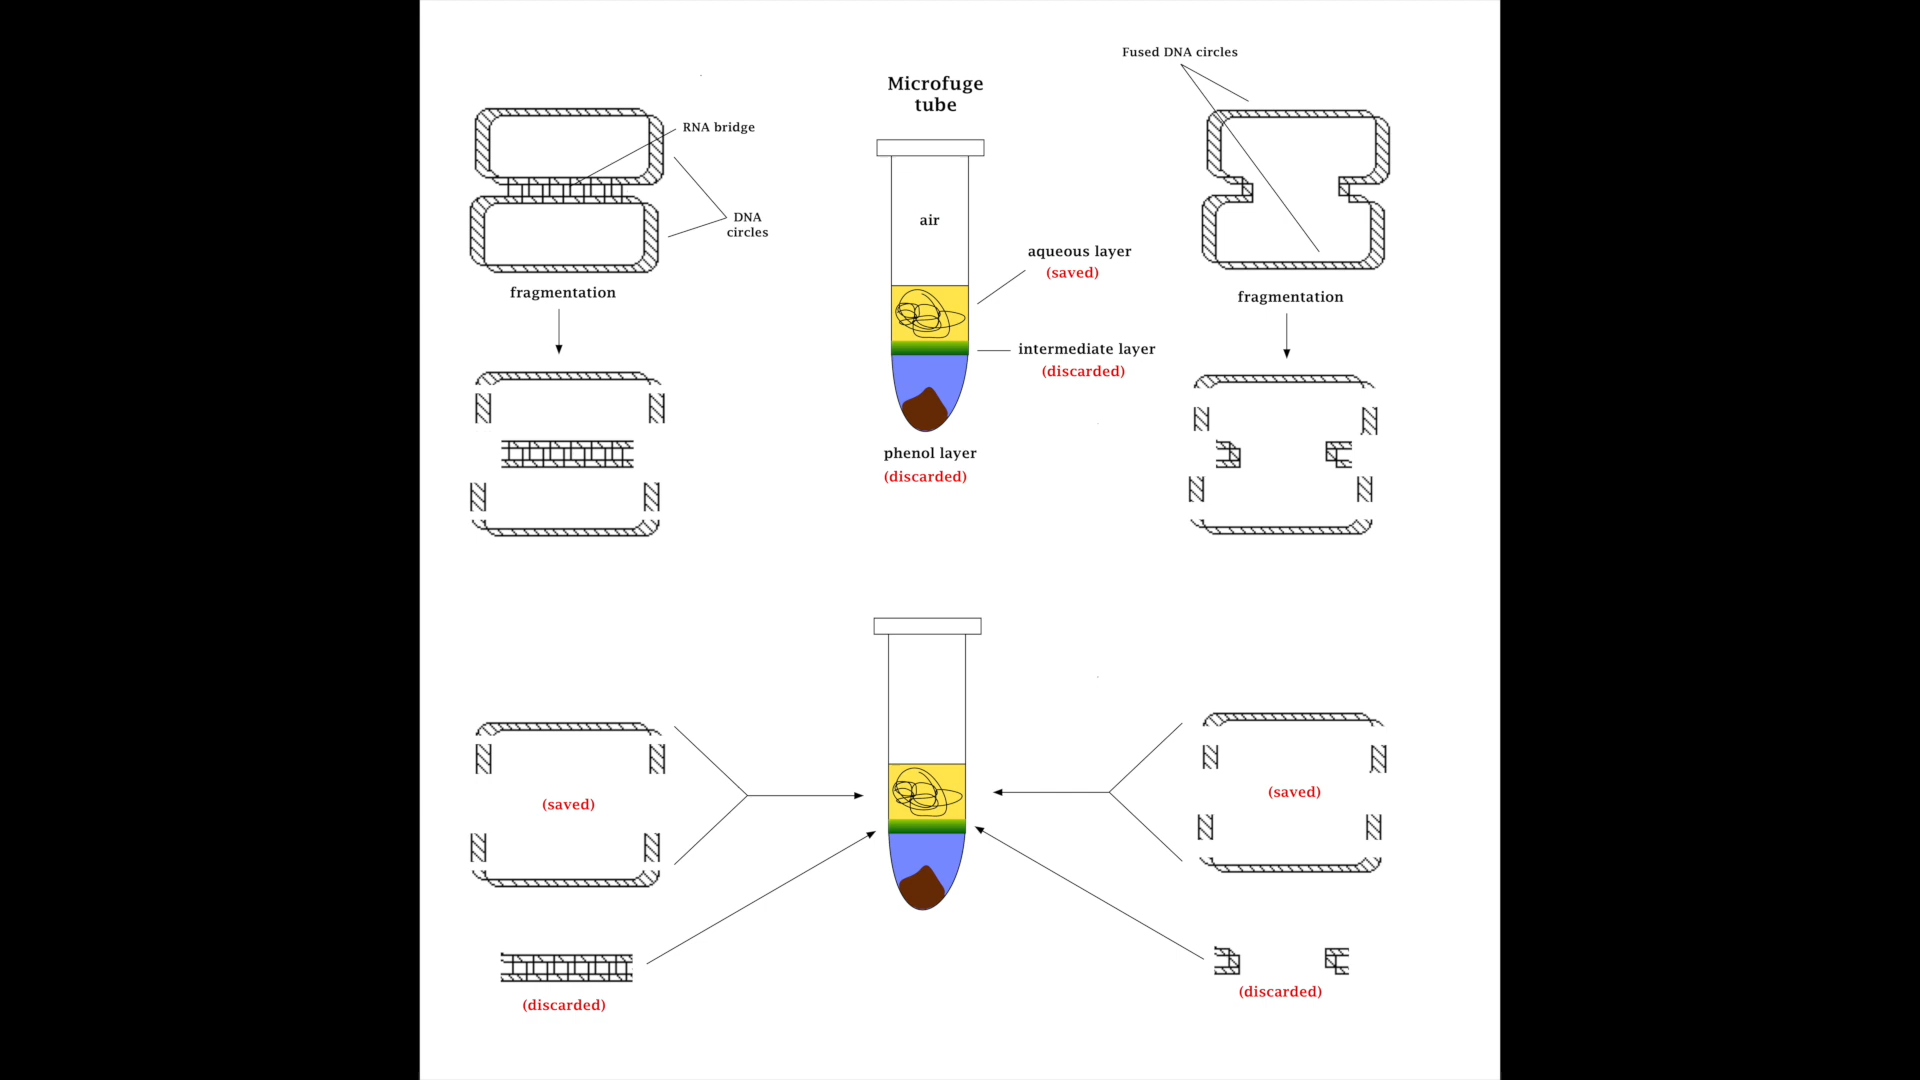 Fused DNA circles
Microfuge
tube
RNA bridge
air
DNA
circles
aqueous layer
(saved)
fragmentation
fragmentation
intermediate layer
(discarded)
phenol layer
(discarded)
(saved)
(saved)
(discarded)
(discarded)